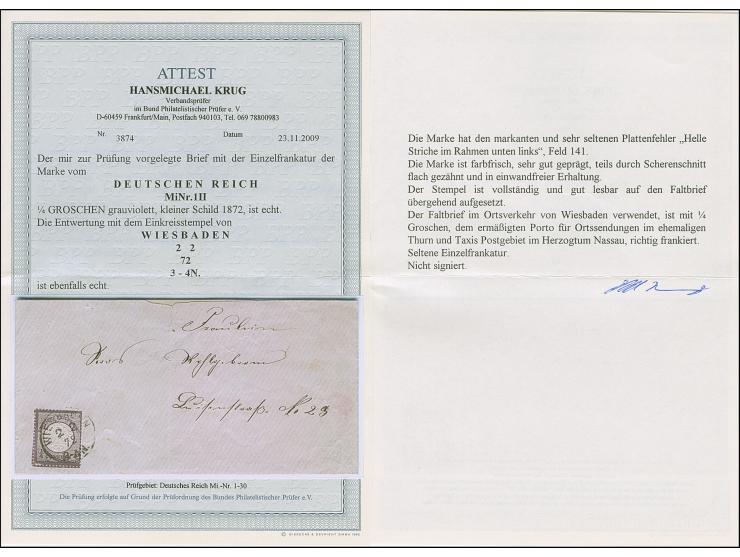 ATTEST
HANSMICHAEL KRUG
Verbandsprüfer
im Bund Philatelistischer Prüfer e. V.
D-60459 Frankfurt/Main, Postfach 940103, Tel. 069 78800983
Nr. 3874 Datum 23.11.2009
Der mir zur Prüfung vorgelegte Brief mit der Einzelfrankatur der
Marke vom
DEUTSCHEN REICH
MiNr.1II
¼ GROSCHEN grauviolett, kleiner Schild 1872, ist echt.
Die Entwertung mit dem Einkreisstempel von
WIESBADEN
2 2
72
3 - 4N.
ist ebenfalls echt.
Fräulein
Wohlgeboren
Luisenstraße No 23
Prüfgebiet: Deutsches Reich Mi.-Nr. 1-30
Die Prüfung erfolgte auf Grund der Prüfordnung des Bundes Philatelistischer Prüfer e.V.
Die Marke hat den markanten und sehr seltenen Plattenfehler „Helle
Striche im Rahmen unten links“, Feld 141.
Die Marke ist farbfrisch, sehr gut geprägt, teils durch Scherenschnitt
flach gezähnt und in einwandfreier Erhaltung.
Der Stempel ist vollständig und gut lesbar auf den Faltbrief
übergehend aufgesetzt.
Der Faltbrief im Ortsverkehr von Wiesbaden verwendet, ist mit ¼
Groschen, dem ermäßigten Porto für Ortssendungen im ehemaligen
Thurn und Taxis Postgebiet im Herzogtum Nassau, richtig frankiert.
Seltene Einzelfrankatur.
Nicht signiert.